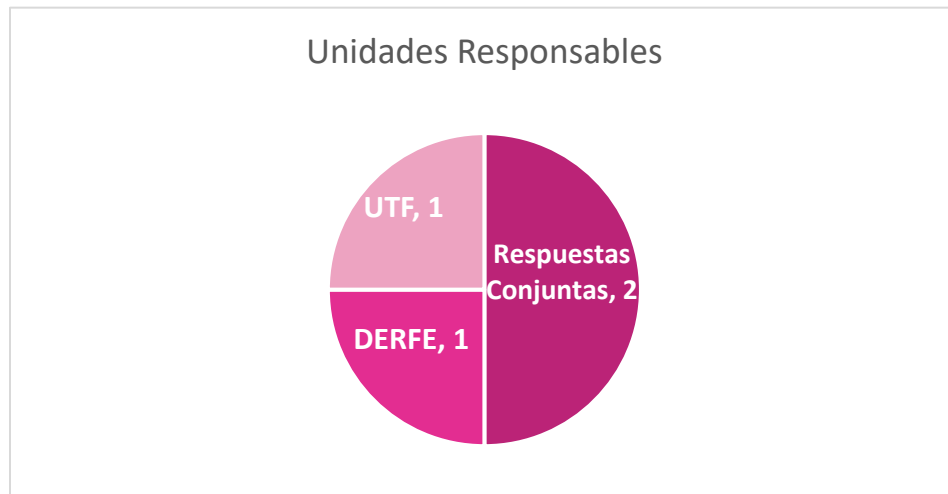 Unidades Responsables
UTF, 1
Respuestas
Conjuntas, 2
DERFE, 1